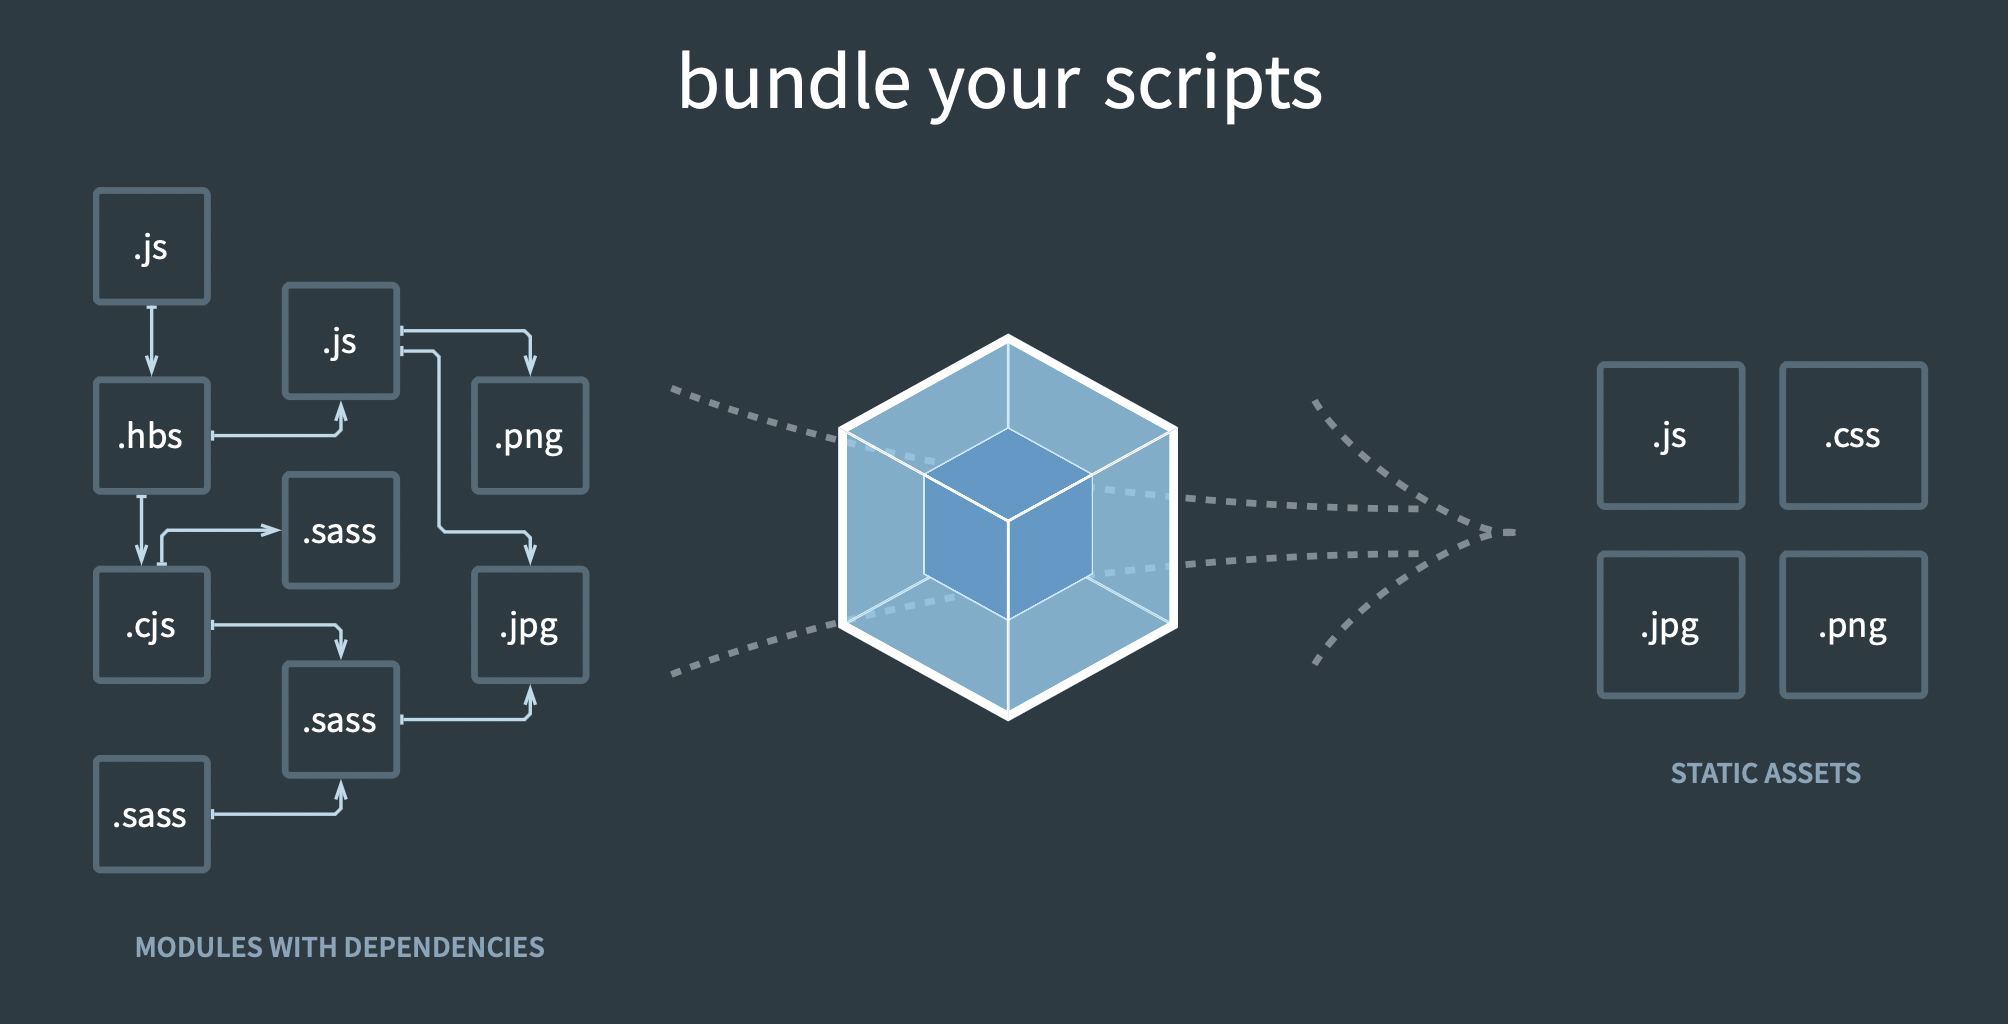 bundle your scripts
.js
.js
.hbs
.png
.sass
.cjs
.jpg
.sass
.sass
MODULES WITH DEPENDENCIES
.js
.css
.jpg
.png
STATIC ASSETS